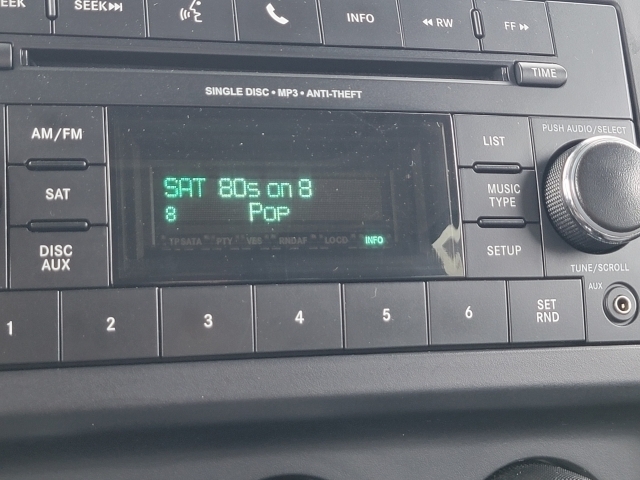 SEEK
SEEK
INFO
RW
FF
TIME
SINGLE DISC • MP3 • ANTI-THEFT
AM/FM
SAT
DISC
AUX
SAT 80s on 8
8 Pop
INFO
LIST
MUSIC
TYPE
SETUP
PUSH AUDIO/SELECT
TUNE/SCROLL
AUX
1
2
3
4
5
6
SET
RND